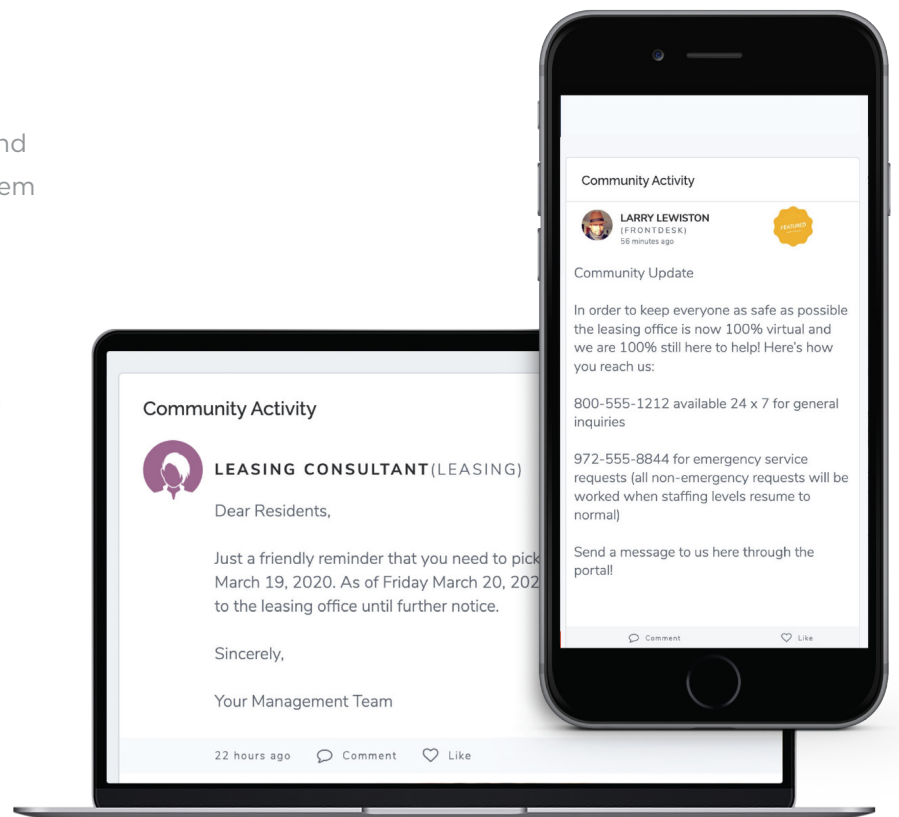 nd
em
Community Activity
LEASING CONSULTANT(LEASING)
Dear Residents,
Just a friendly reminder that you need to pick
March 19, 2020. As of Friday March 20, 202
to the leasing office until further notice.
Sincerely,
Your Management Team
22 hours ago Comment Like
Community Activity
LARRY LEWISTON
(FRONTDESK)
56 minutes ago
FEATURED
Community Update
In order to keep everyone as safe as possible
the leasing office is now 100% virtual and
we are 100% still here to help! Here's how
you reach us:
800-555-1212 available 24 x 7 for general
inquiries
972-555-8844 for emergency service
requests (all non-emergency requests will be
worked when staffing levels resume to
normal)
Send a message to us here through the
portal!
Comment Like